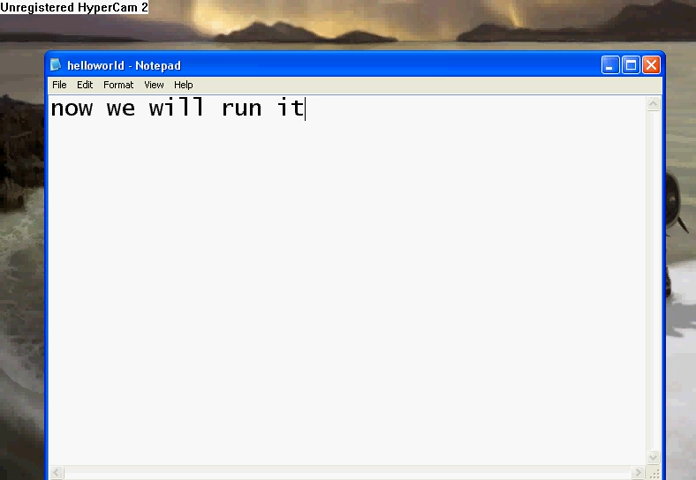 Unregistered HyperCam 2
helloworld - Notepad
File Edit Format View Help
now we will run it